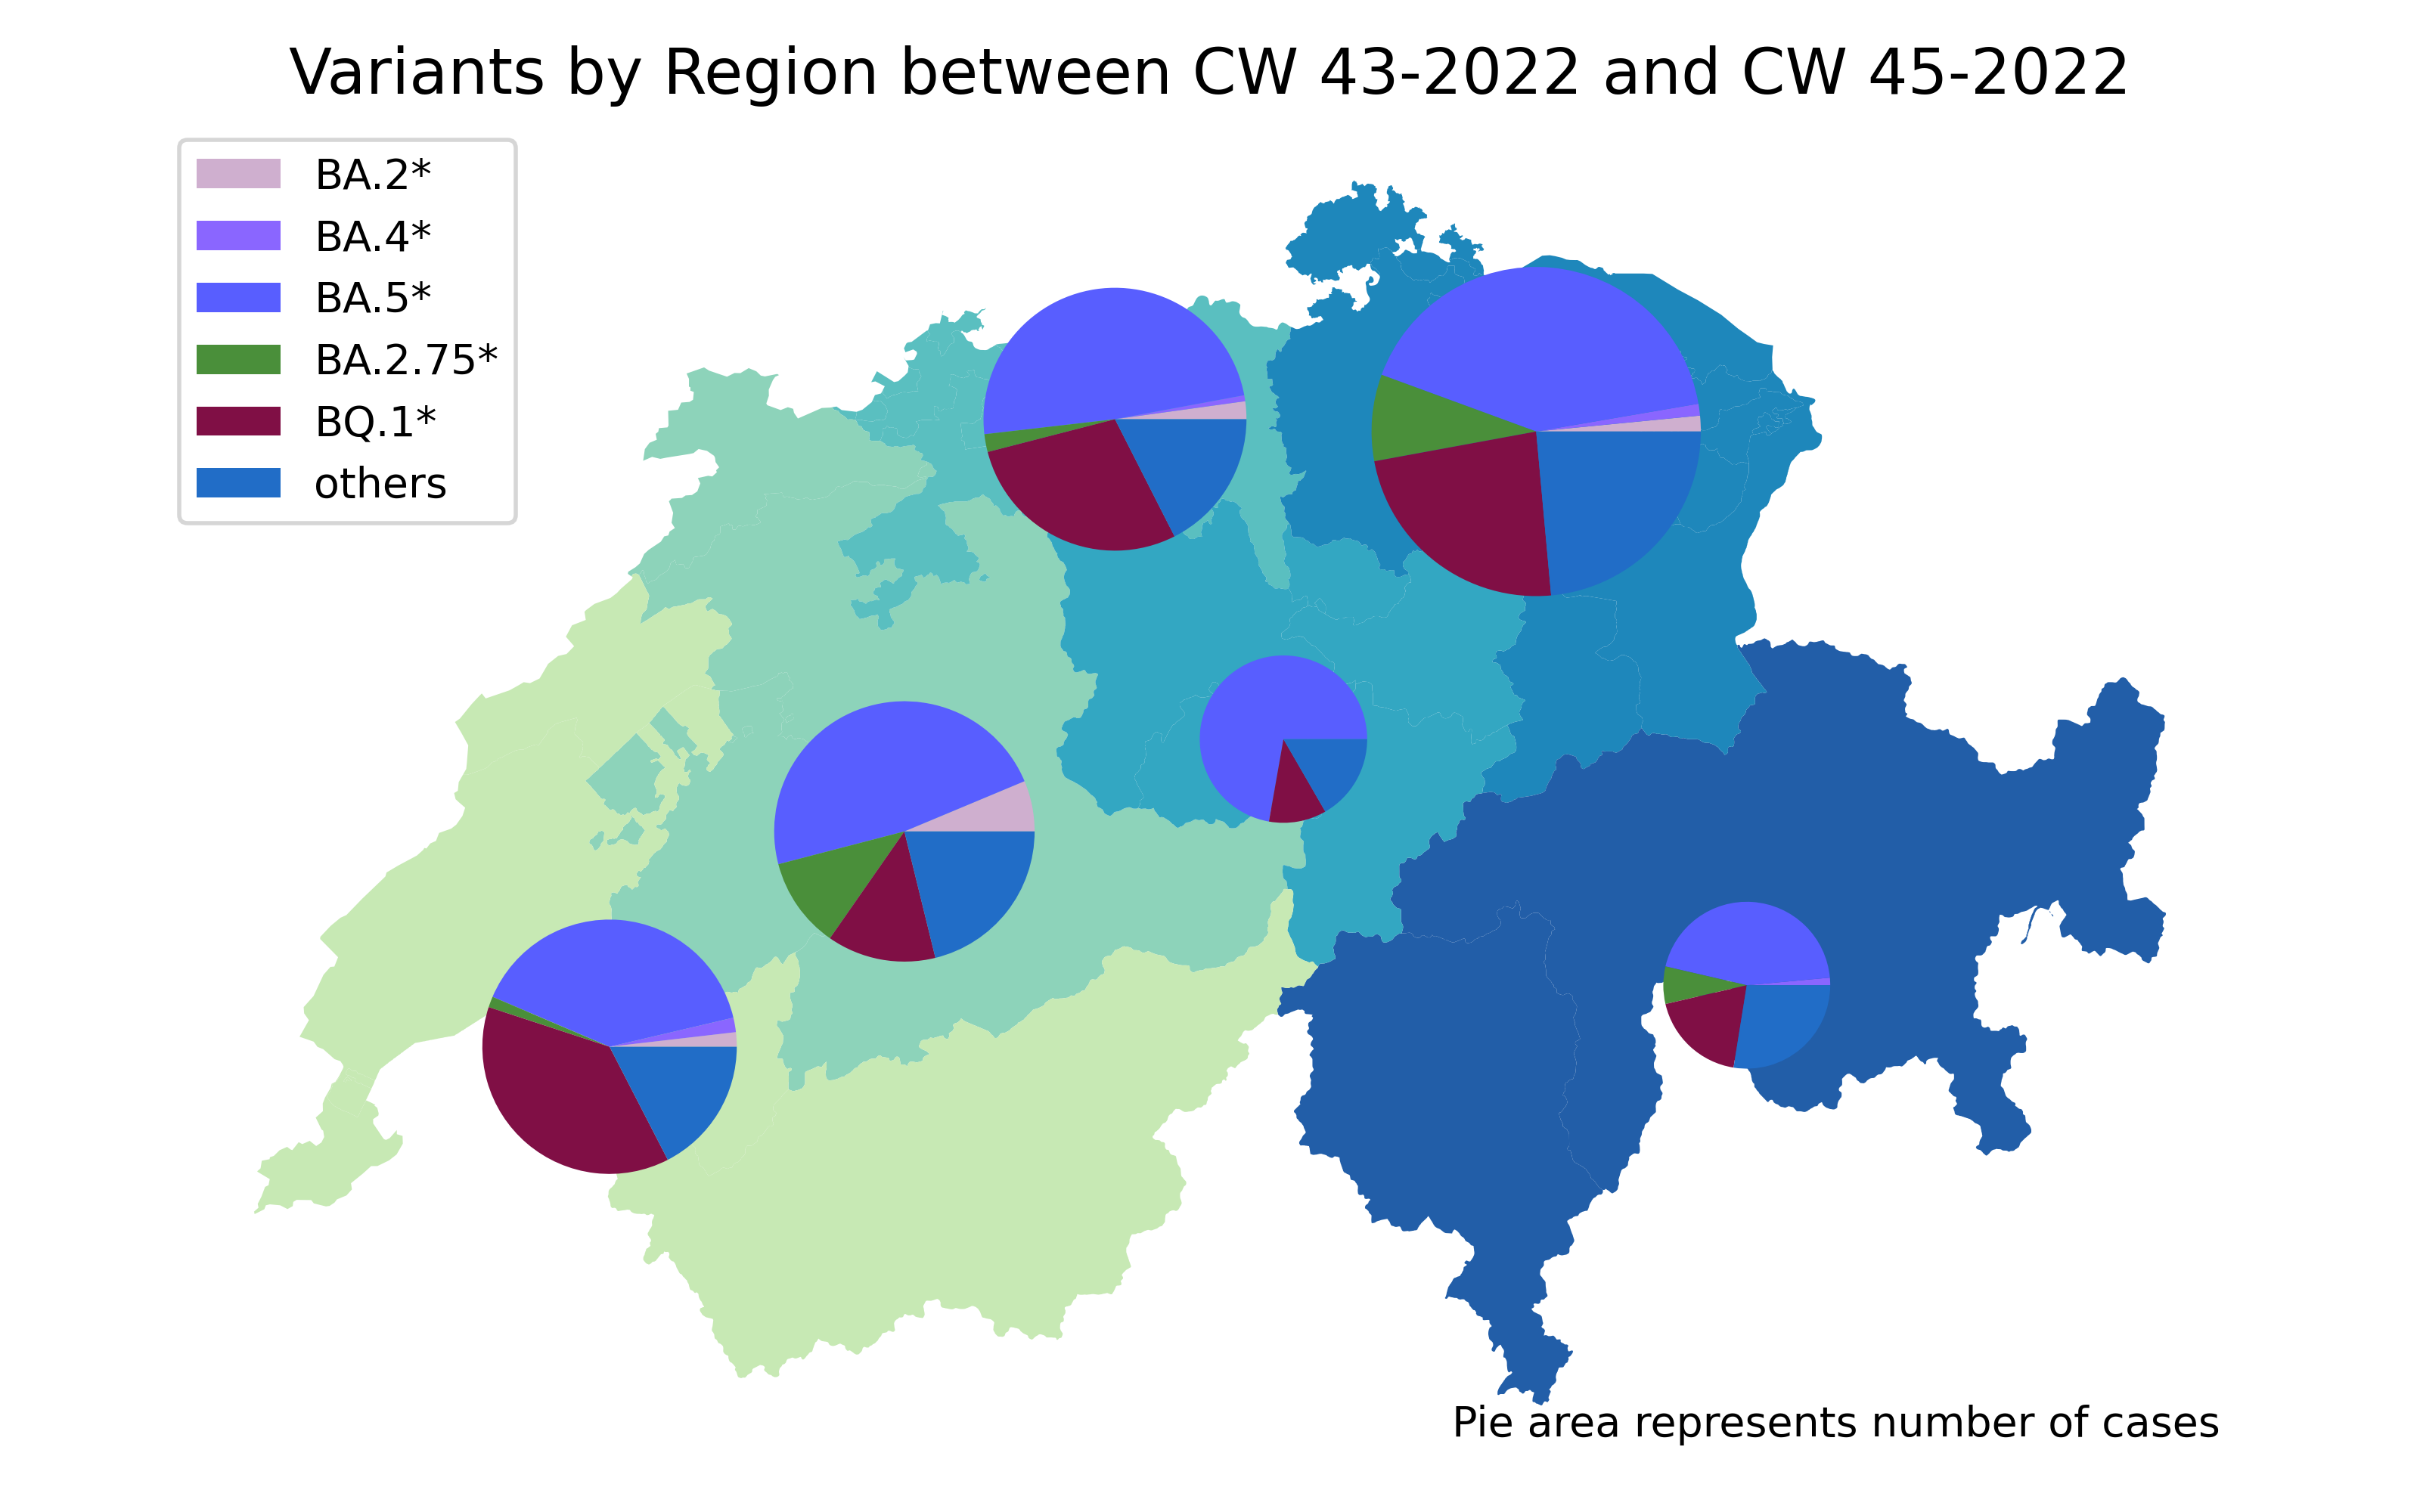 Variants by Region between CW 43-2022 and CW 45-2022
BA.2*
BA.4*
BA.5*
BA.2.75*
BQ.1*
others
Pie area represents number of cases